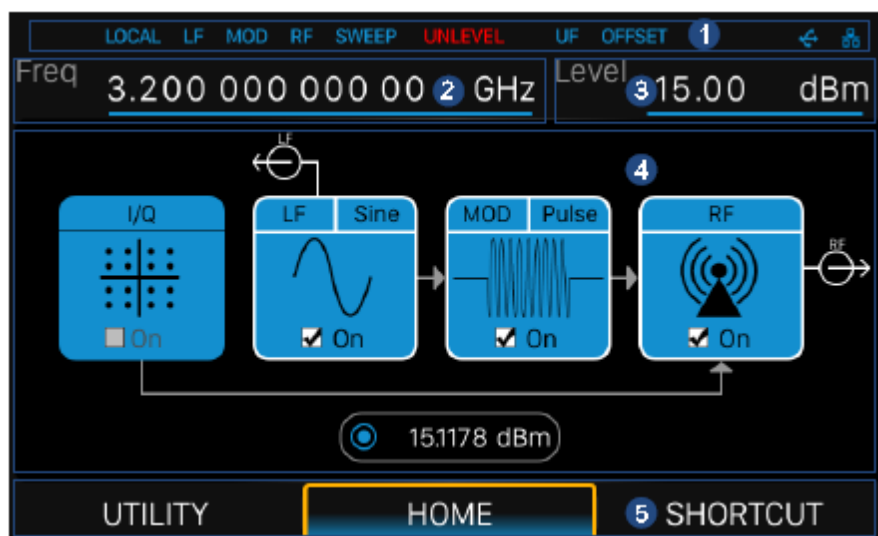 LOCAL LF MOD RF SWEEP UNLEVEL UF OFFSET 1
Freq 3.200 000 000 00 2 GHz Level 3 15.00 dBm
LF
4
I/Q LF Sine MOD Pulse RF
RF
On On On On
15.1178 dBm
UTILITY HOME 5 SHORTCUT